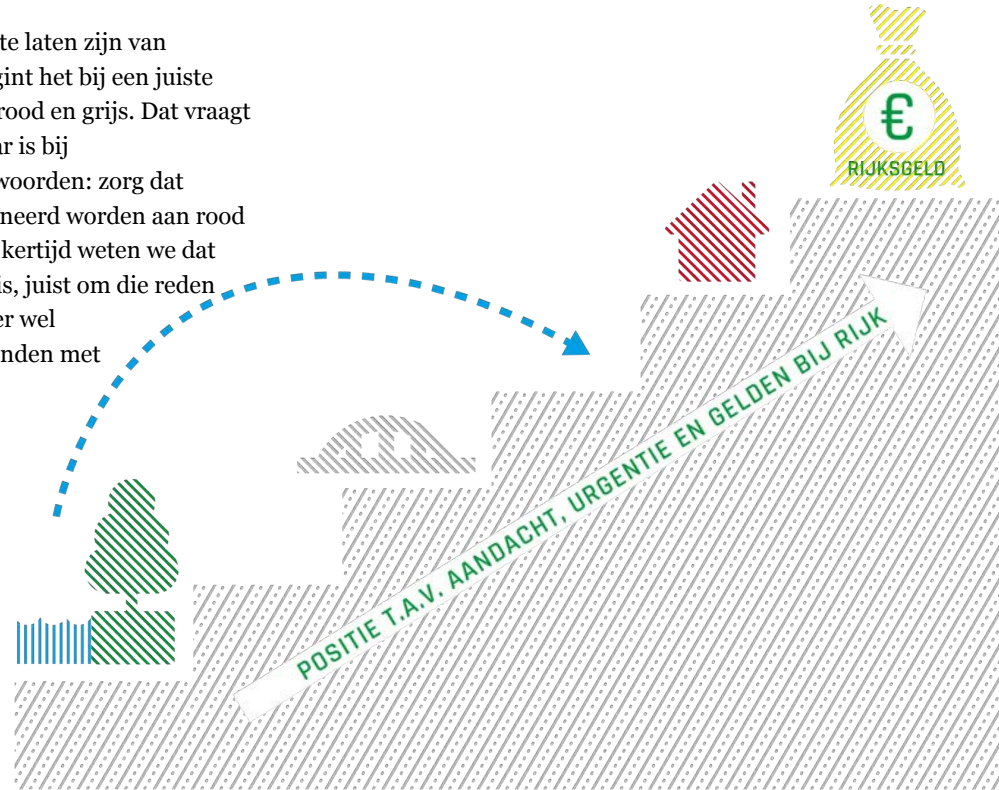 te laten zijn van
gint het bij een juiste
rood en grijs. Dat vraagt
ar is bij
woorden: zorg dat
neerd worden aan rood
kertijd weten we dat
is, juist om die reden
er wel
nden met
€
RIJKSGELD
POSITIE T.A.V. AANDACHT, URGENTIE EN GELDEN BIJ RIJK